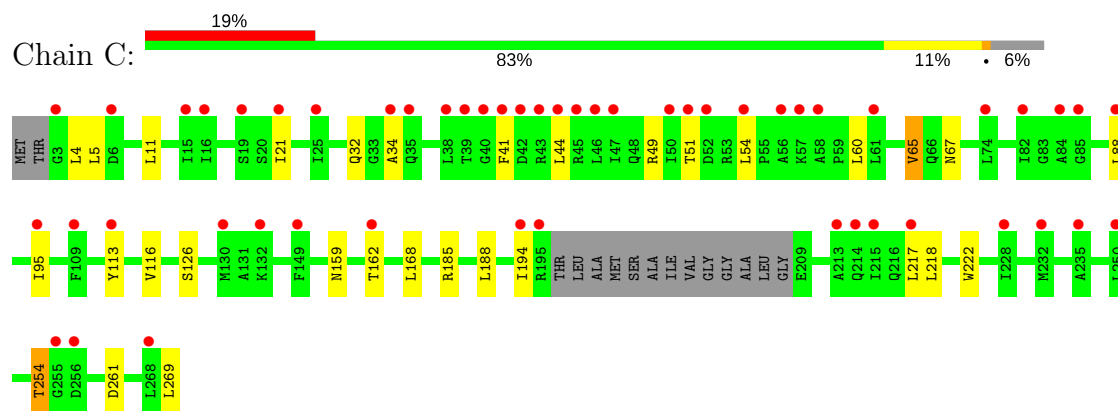 19%
Chain C:
83% 11% • 6%
MET THR G3 L4 L5 D6 L11 I15 I16 S19 S20 I21 I25 Q32 G33 A34 Q35 L38 T39 G40 F41 D42 R43 L44 R45 L46 I47 Q48 R49 I50 T51 D52 R53 L54 P55 A56 K57 A58 P59 L60 L61 V65 Q66 N67 L74 I82 G83 A84 G85 L88
I95 F109 Y113 V116 S126 M130 A131 K132 F149 N159 T162 L168 R185 L188 I194 R195 THR LEU ALA MET SER ALA ILE VAL GLY GLY ALA LEU GLY E209 A213 Q214 I215 Q216 L217 L218 W222 I228 M232 A235 L250
T254 G255 D256 D261 L268 L269